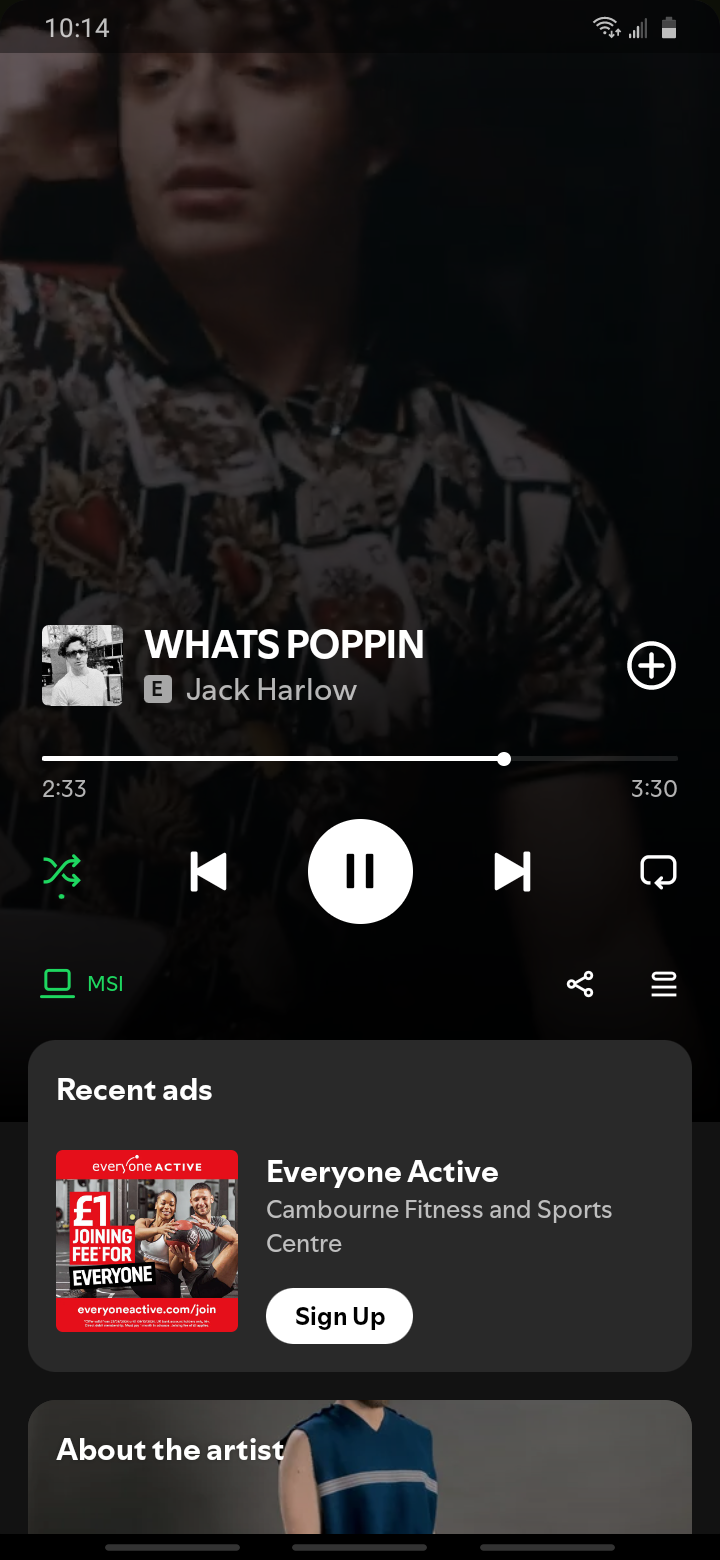 10:14
WHATS POPPIN
E Jack Harlow
2:33
3:30
MSI
Recent ads
everyone ACTIVE
£1
JOINING
FEE FOR
EVERYONE
everyoneactive.com/join
Everyone Active
Cambourne Fitness and Sports
Centre
Sign Up
About the artist